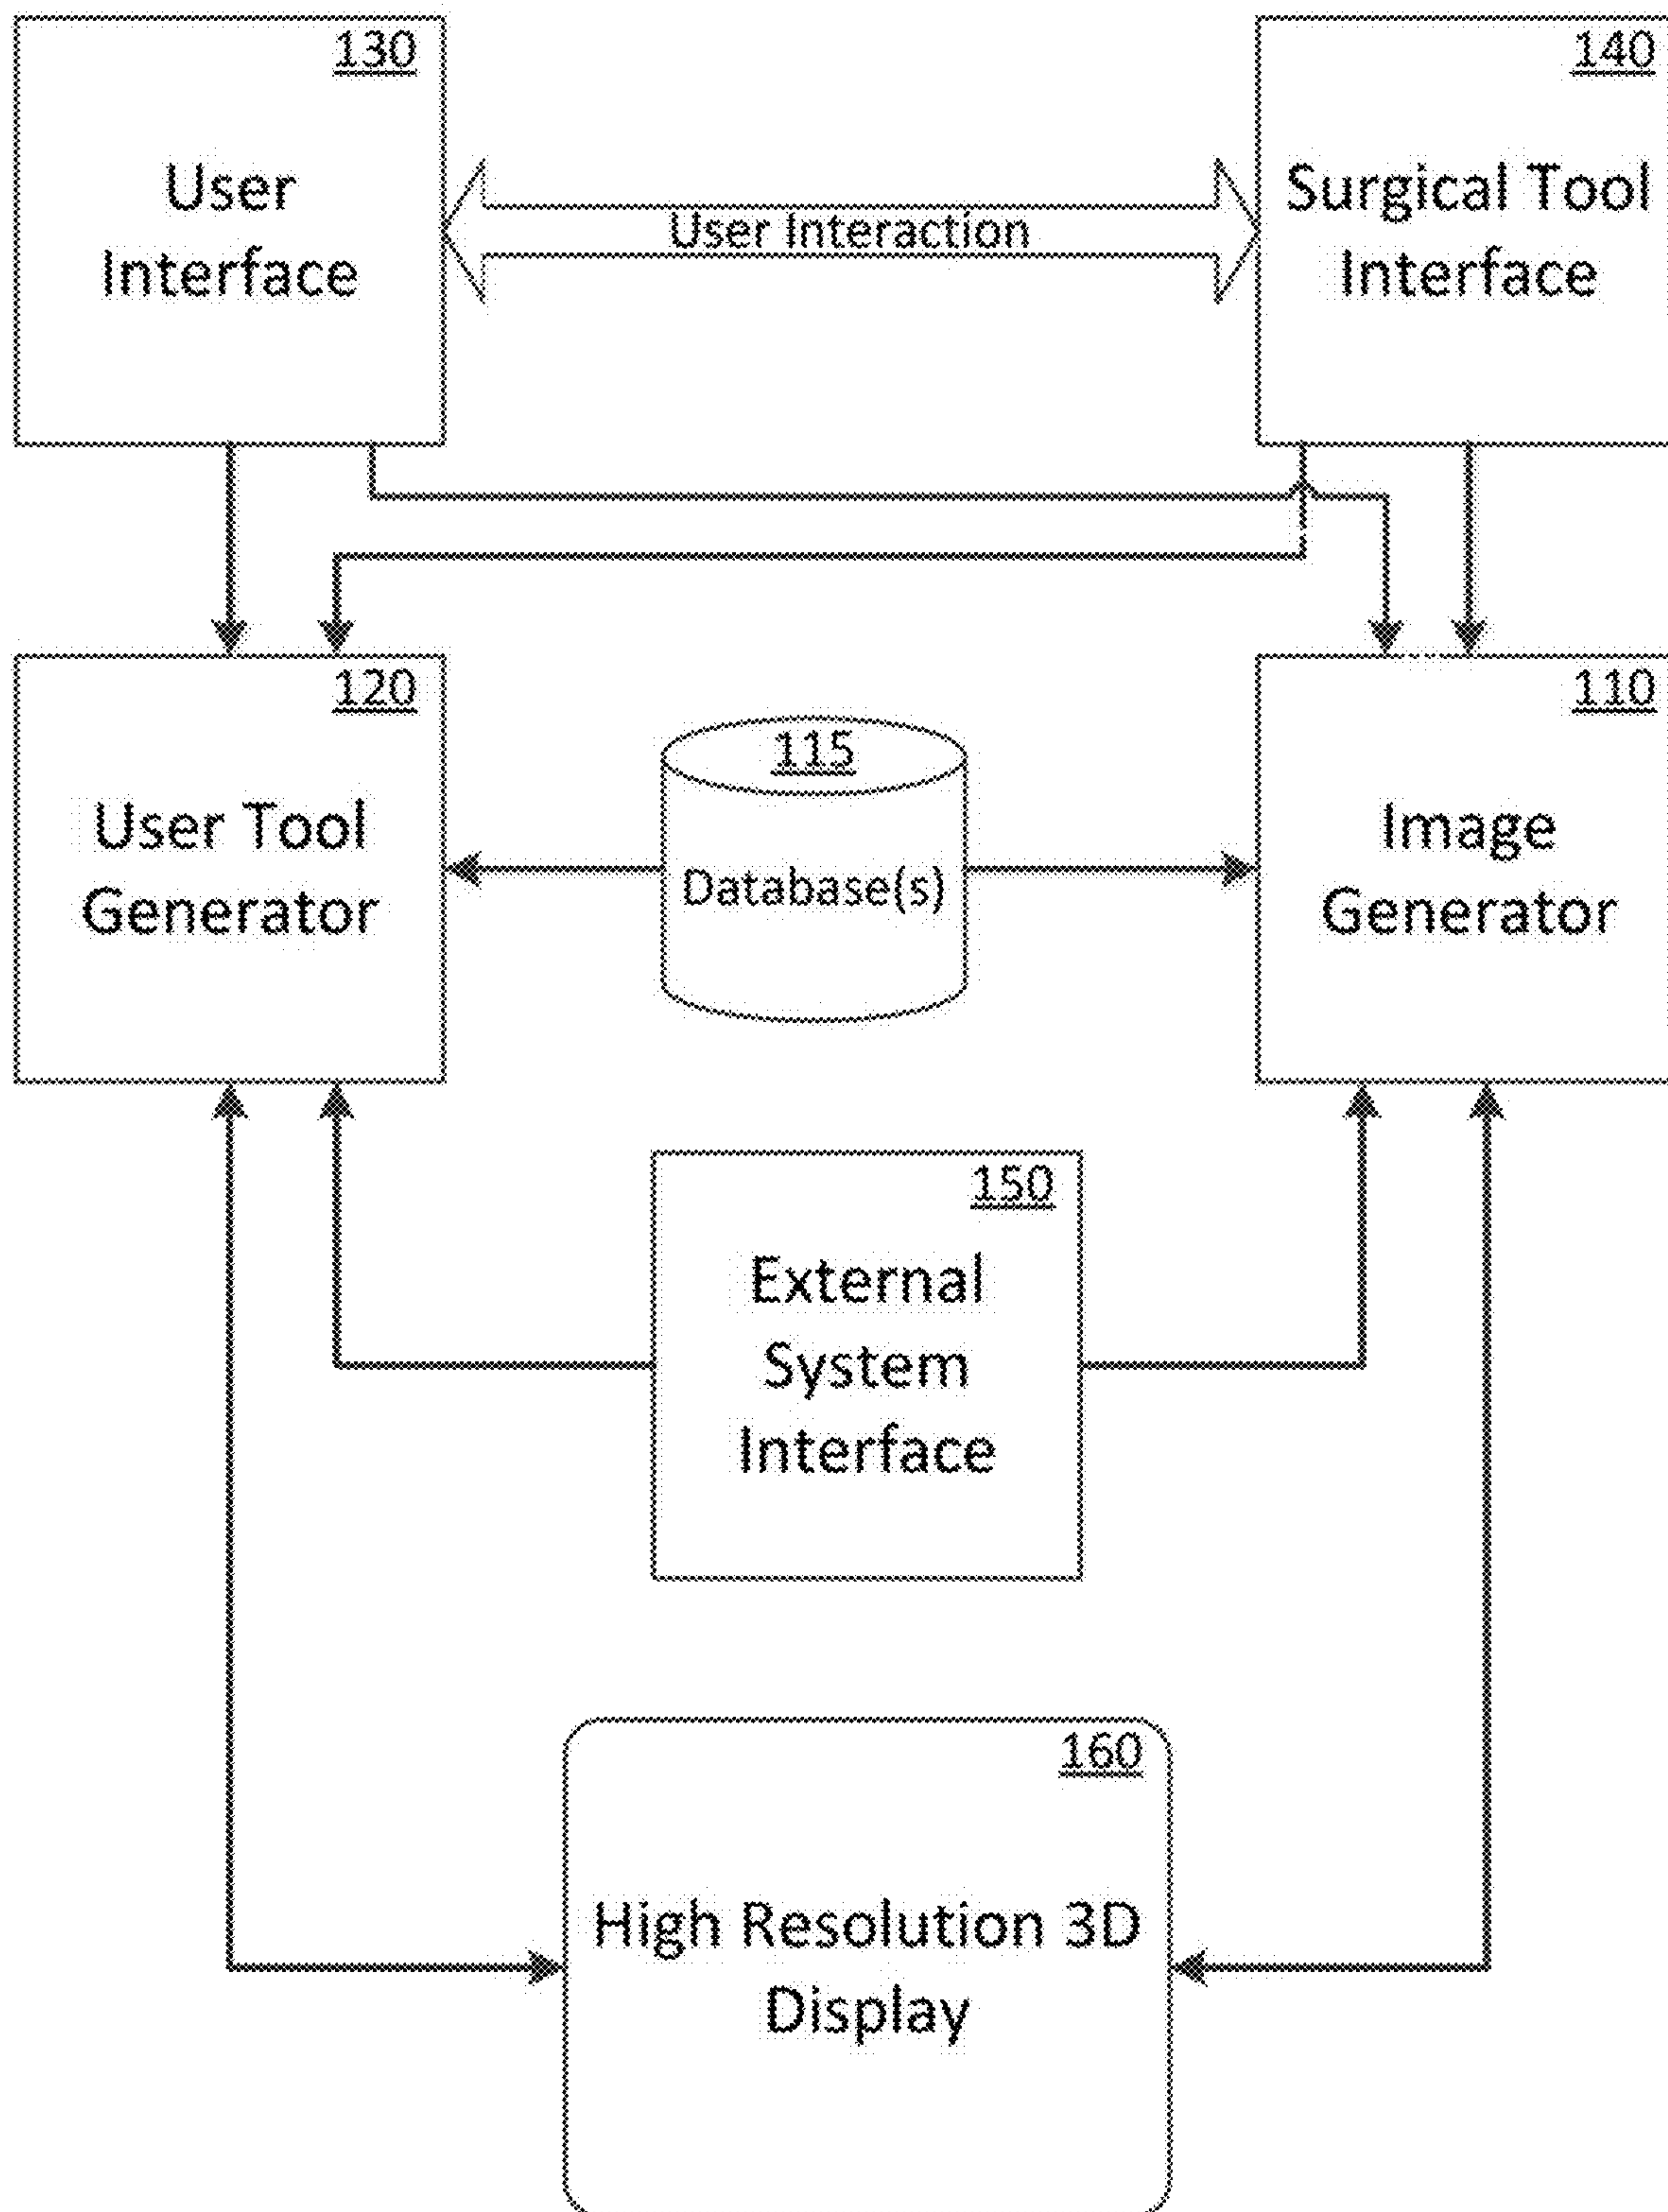 130
User
Interface
User Interaction
140
Surgical Tool
Interface
120
User Tool
Generator
115
Database(s)
110
Image
Generator
150
External
System
Interface
160
High Resolution 3D
Display